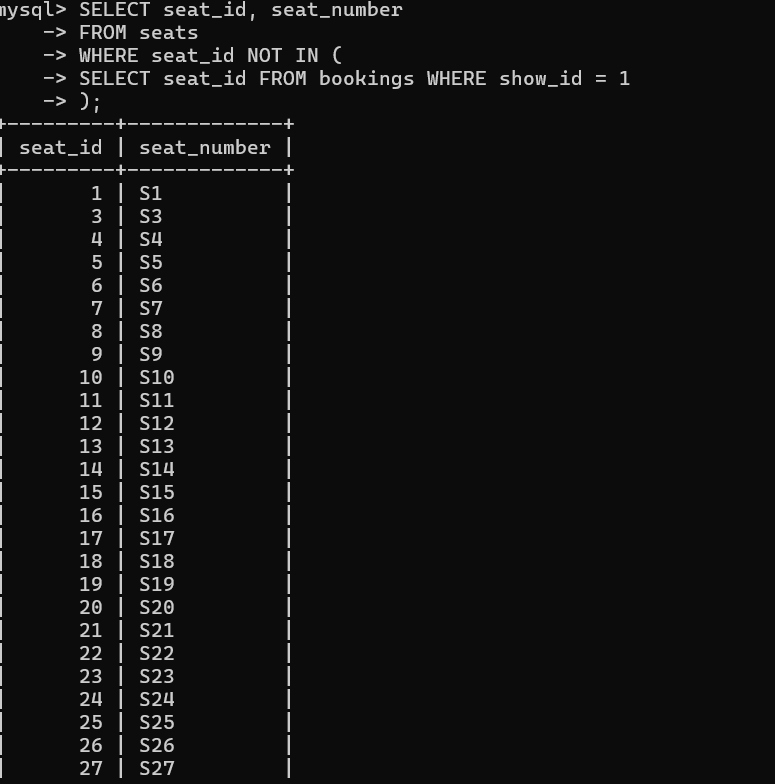 mysql> SELECT seat_id, seat_number
    -> FROM seats
    -> WHERE seat_id NOT IN (
    -> SELECT seat_id FROM bookings WHERE show_id = 1
    -> );
+---------+-------------+
| seat_id | seat_number |
+---------+-------------+
|       1 | S1          |
|       3 | S3          |
|       4 | S4          |
|       5 | S5          |
|       6 | S6          |
|       7 | S7          |
|       8 | S8          |
|       9 | S9          |
|      10 | S10         |
|      11 | S11         |
|      12 | S12         |
|      13 | S13         |
|      14 | S14         |
|      15 | S15         |
|      16 | S16         |
|      17 | S17         |
|      18 | S18         |
|      19 | S19         |
|      20 | S20         |
|      21 | S21         |
|      22 | S22         |
|      23 | S23         |
|      24 | S24         |
|      25 | S25         |
|      26 | S26         |
|      27 | S27         |